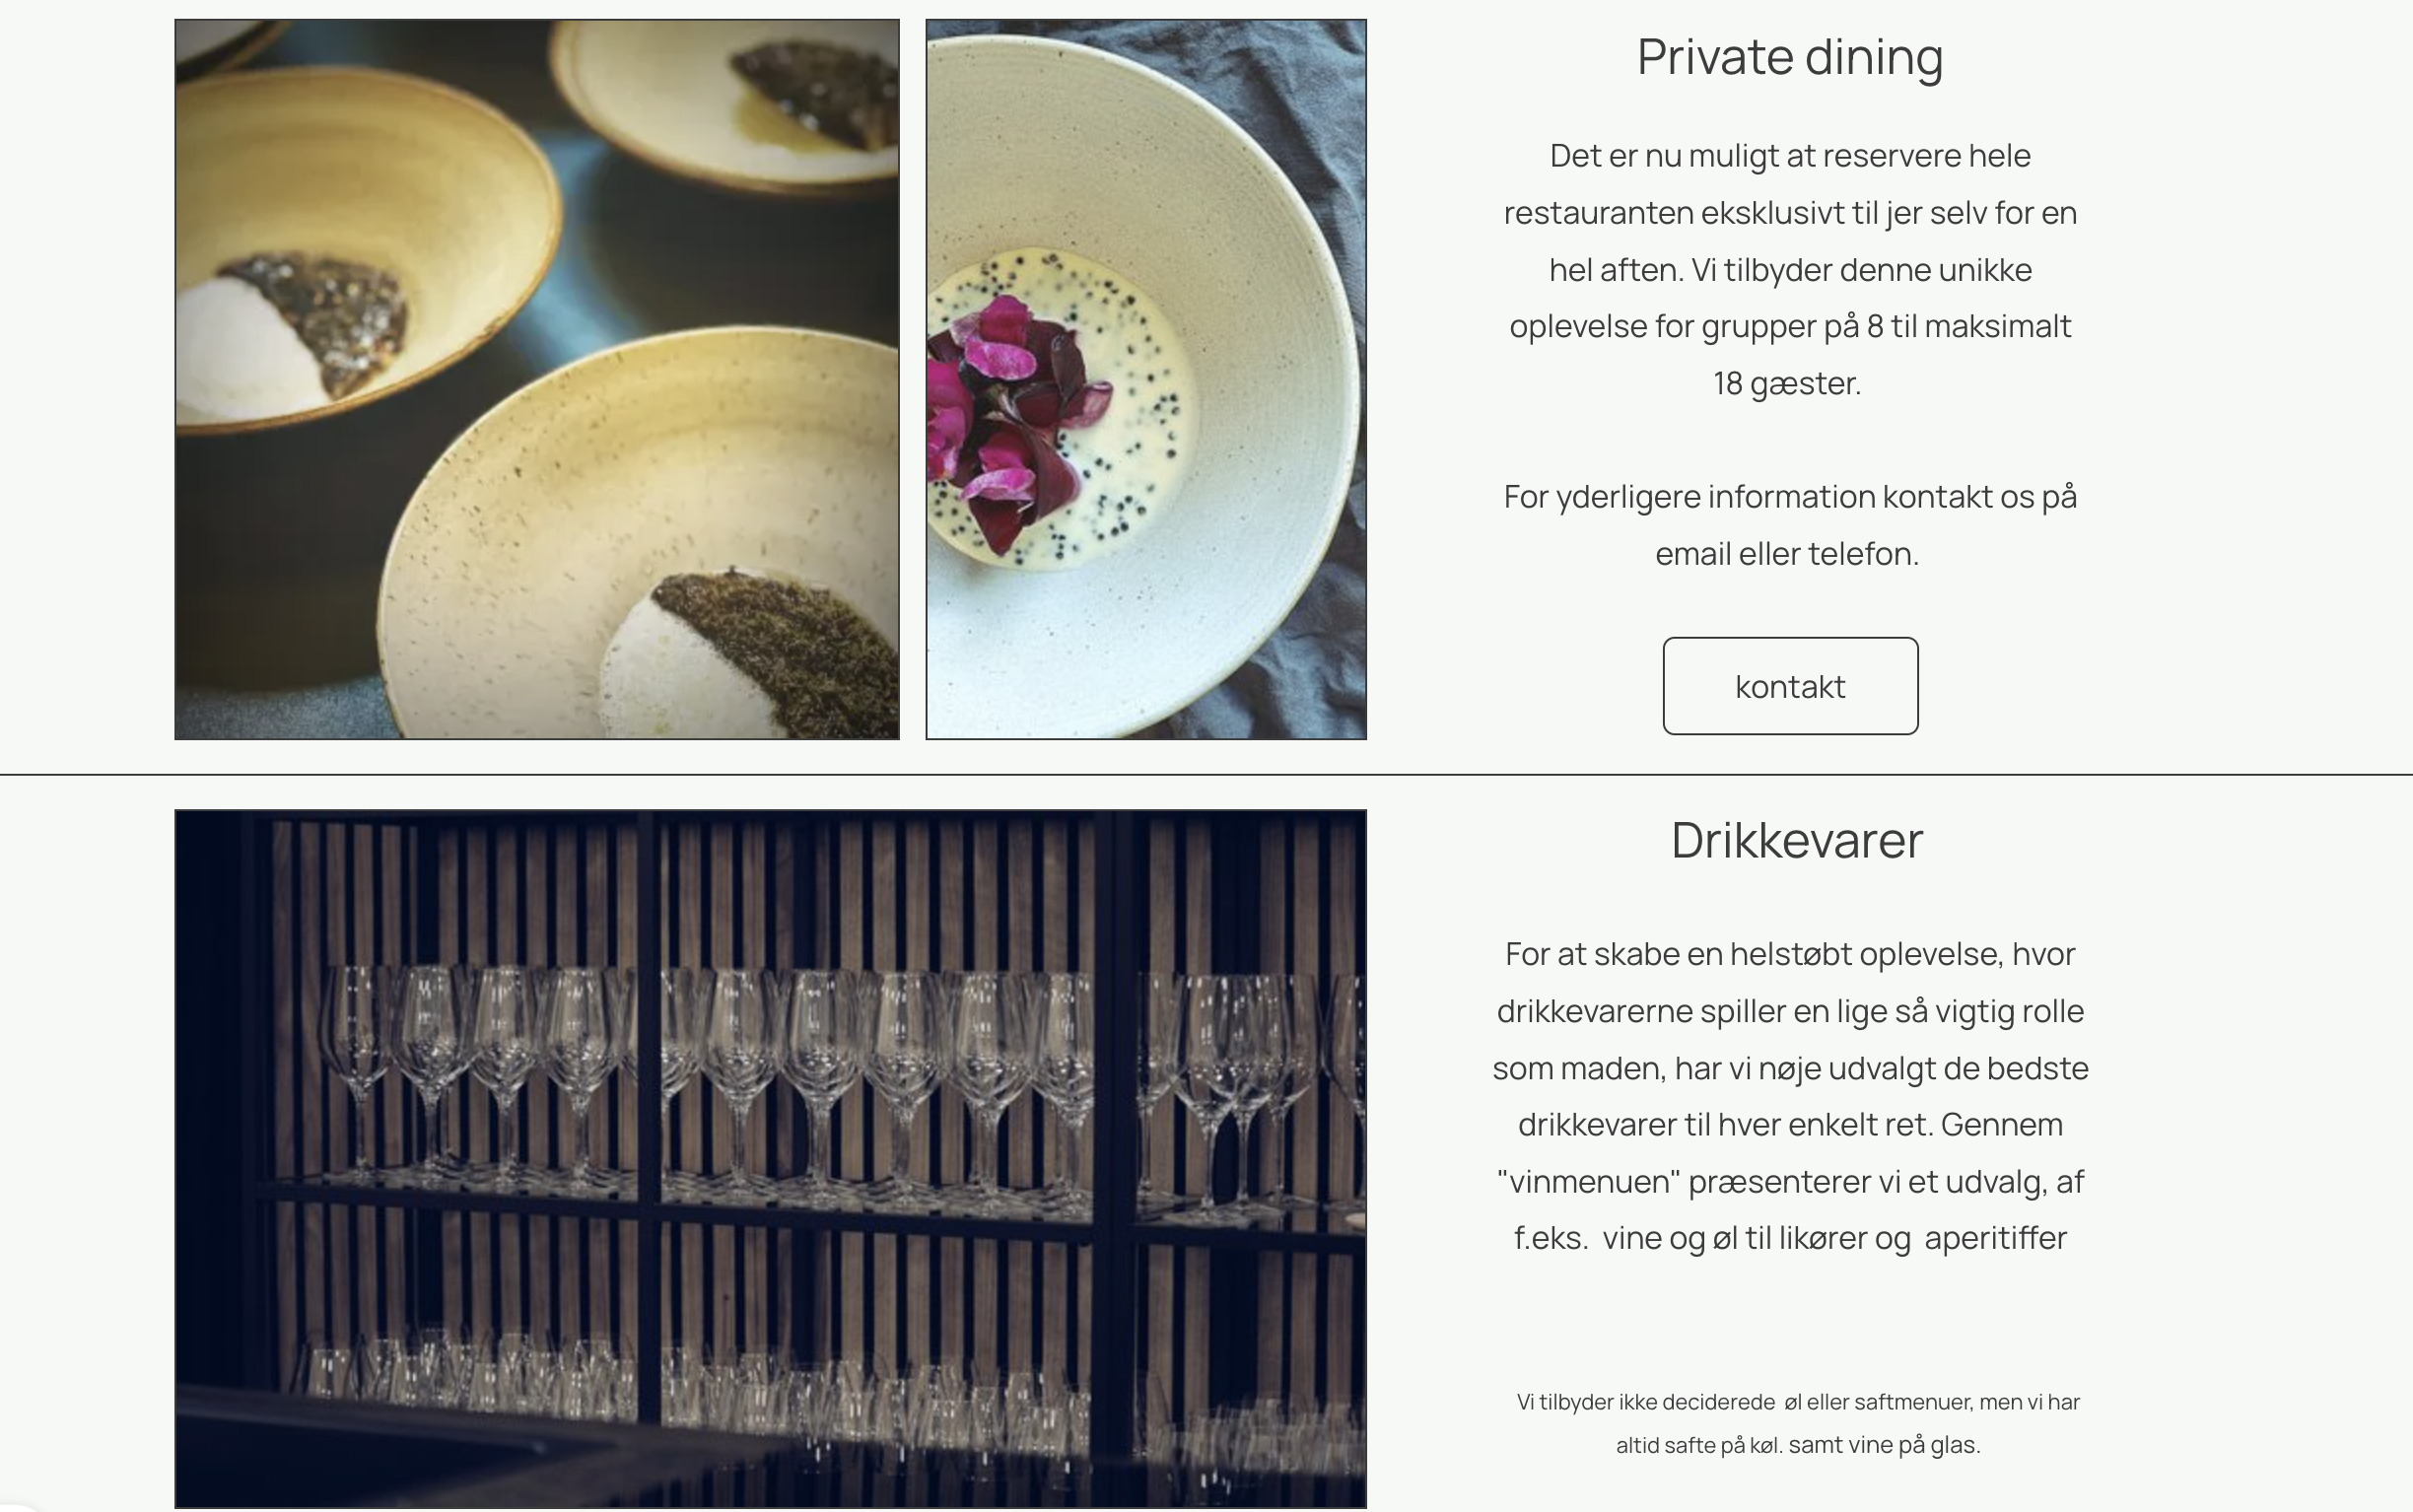 Private dining
Det er nu muligt at reservere hele
restauranten eksklusivt til jer selv for en
hel aften. Vi tilbyder denne unikke
oplevelse for grupper på 8 til maksimalt
18 gæster.
For yderligere information kontakt os på
email eller telefon.
kontakt
Drikkevarer
For at skabe en helstøbt oplevelse, hvor
drikkevarerne spiller en lige så vigtig rolle
som maden, har vi nøje udvalgt de bedste
drikkevarer til hver enkelt ret. Gennem
"vinmenuen" præsenterer vi et udvalg, af
f.eks.  vine og øl til likører og  aperitiffer
Vi tilbyder ikke deciderede  øl eller saftmenuer, men vi har
altid safte på køl. samt vine på glas.